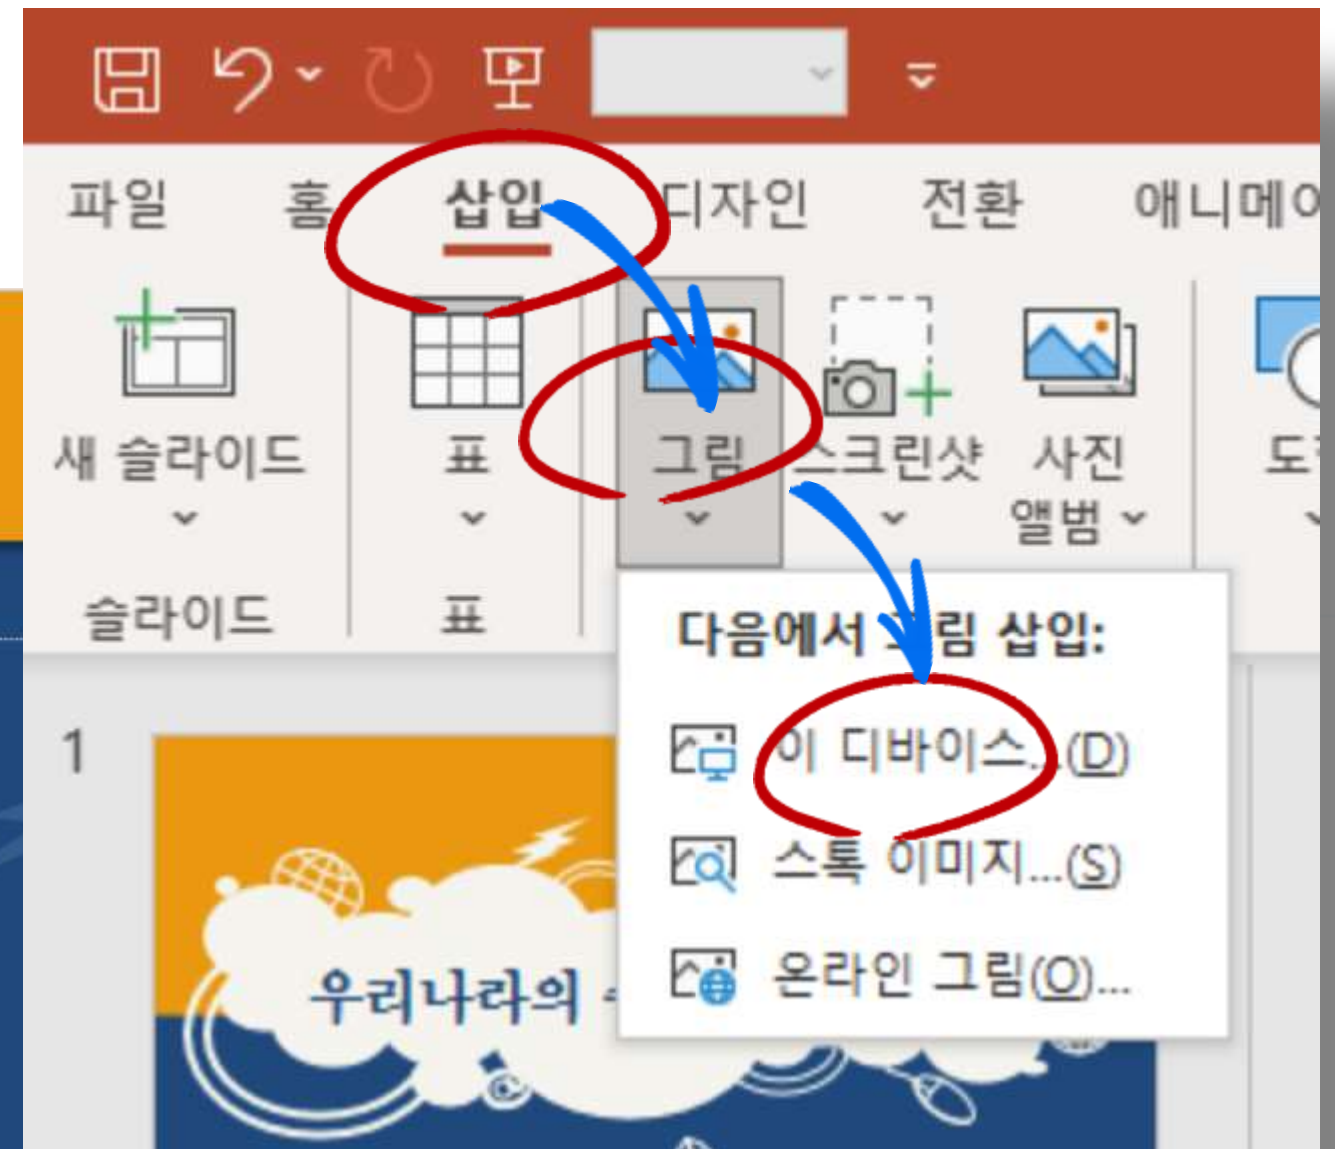 파일 홈 삽입 디자인 전환 애니메이
새 슬라이드 표 그림 스크린샷 사진 앨범
슬라이드 표
다음에서 그림 삽입:
이 디바이스...(D)
스톡 이미지...(S)
온라인 그림(O)...
1
우리나라의